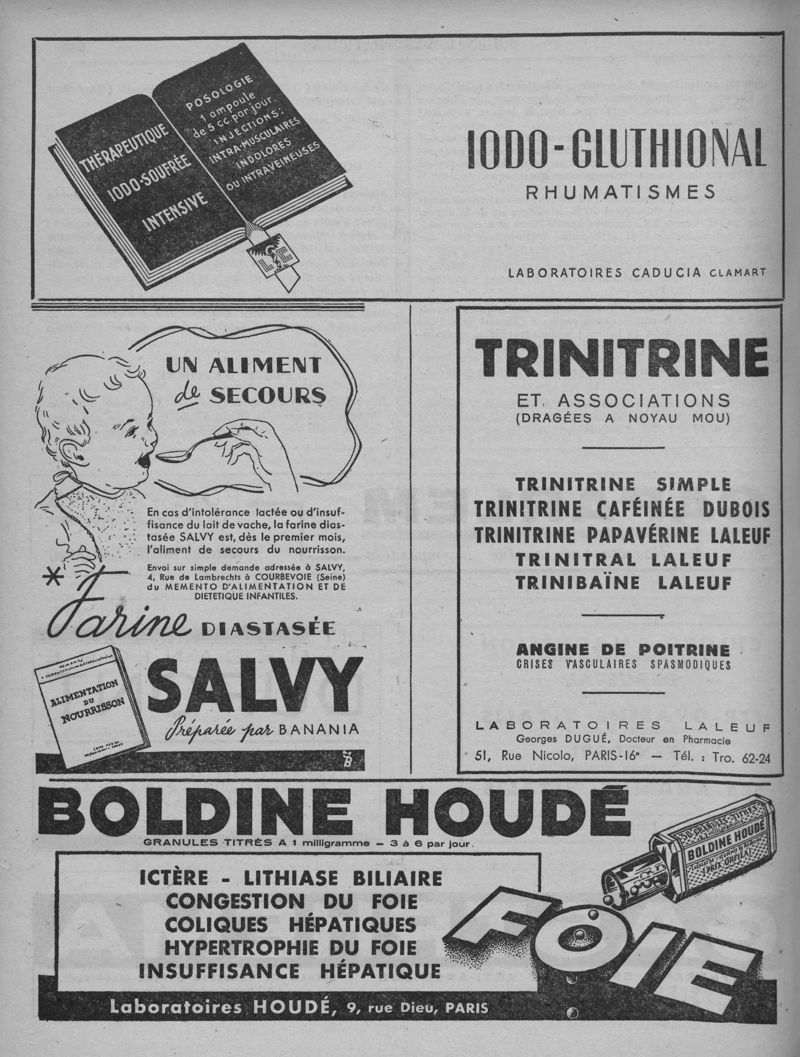 THÉRAPEUTIQUE
IODO-SOUFRÉE
INTENSIVE
POSOLOGIE
1 ampoule
de 5 cc par jour.
INJECTIONS :
INTRA-MUSCULAIRES
INDOLORES
OU INTRAVEINEUSES
L C
IODO-GLUTHIONAL
RHUMATISMES
LABORATOIRES CADUCIA CLAMART
UN ALIMENT
de SECOURS
En cas d'intolérance lactée ou d'insuf-
fisance du lait de vache, la farine dias-
tasée SALVY est, dès le premier mois,
l'aliment de secours du nourrisson.
Envoi sur simple demande adressée à SALVY,
4, Rue de Lambrechts à COURBEVOIE (Seine)
du MEMENTO D'ALIMENTATION ET DE
DIETETIQUE INFANTILES.
Farine DIASTASÉE
SALVY
Préparée par BANANIA
ALIMENTATION
DU
NOURRISSON
TRINITRINE
ET ASSOCIATIONS
(DRAGÉES A NOYAU MOU)
TRINITRINE SIMPLE
TRINITRINE CAFÉINÉE DUBOIS
TRINITRINE PAPAVÉRINE LALEUF
TRINITRAL LALEUF
TRINIBAÏNE LALEUF
ANGINE DE POITRINE
CRISES VASCULAIRES SPASMODIQUES
LABORATOIRES LALEUF
Georges DUGUÉ, Docteur en Pharmacie
51, Rue Nicolo, PARIS-16e — Tél. : Tro. 62-24
BOLDINE HOUDÉ
GRANULES TITRÉS A 1 milligramme - 3 à 6 par jour.
ICTÈRE - LITHIASE BILIAIRE
CONGESTION DU FOIE
COLIQUES HÉPATIQUES
HYPERTROPHIE DU FOIE
INSUFFISANCE HÉPATIQUE
FOIE
50 GRANULES TITRÉS
BOLDINE HOUDÉ
Laboratoires HOUDÉ, 9, rue Dieu, PARIS